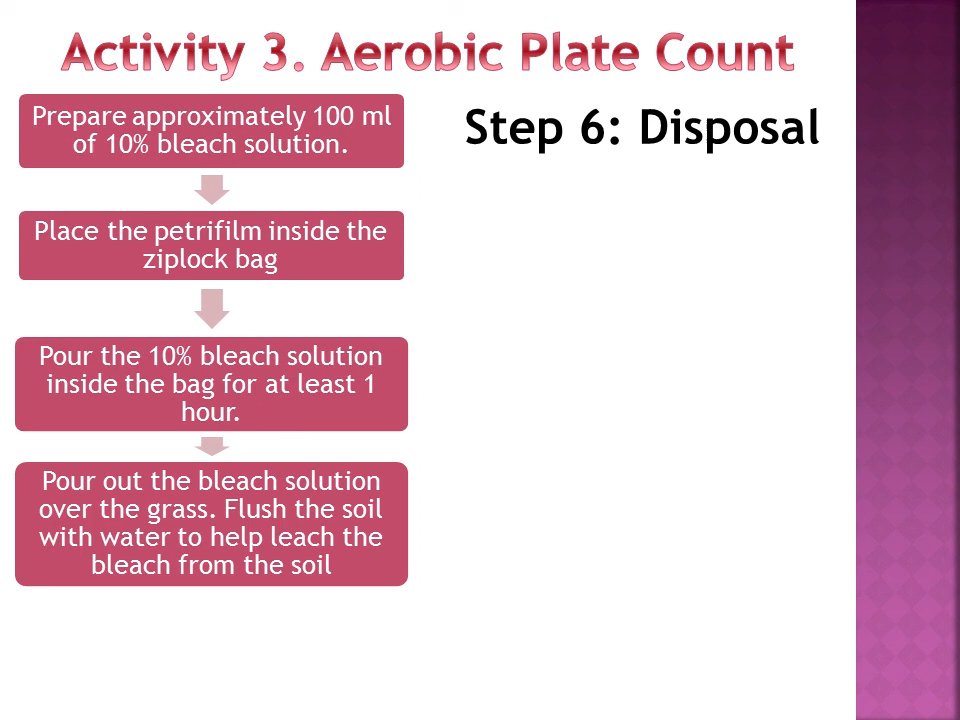 Activity 3. Aerobic Plate Count
Step 6: Disposal
Prepare approximately 100 ml
of 10% bleach solution.
Place the petrifilm inside the
ziplock bag
Pour the 10% bleach solution
inside the bag for at least 1
hour.
Pour out the bleach solution
over the grass. Flush the soil
with water to help leach the
bleach from the soil